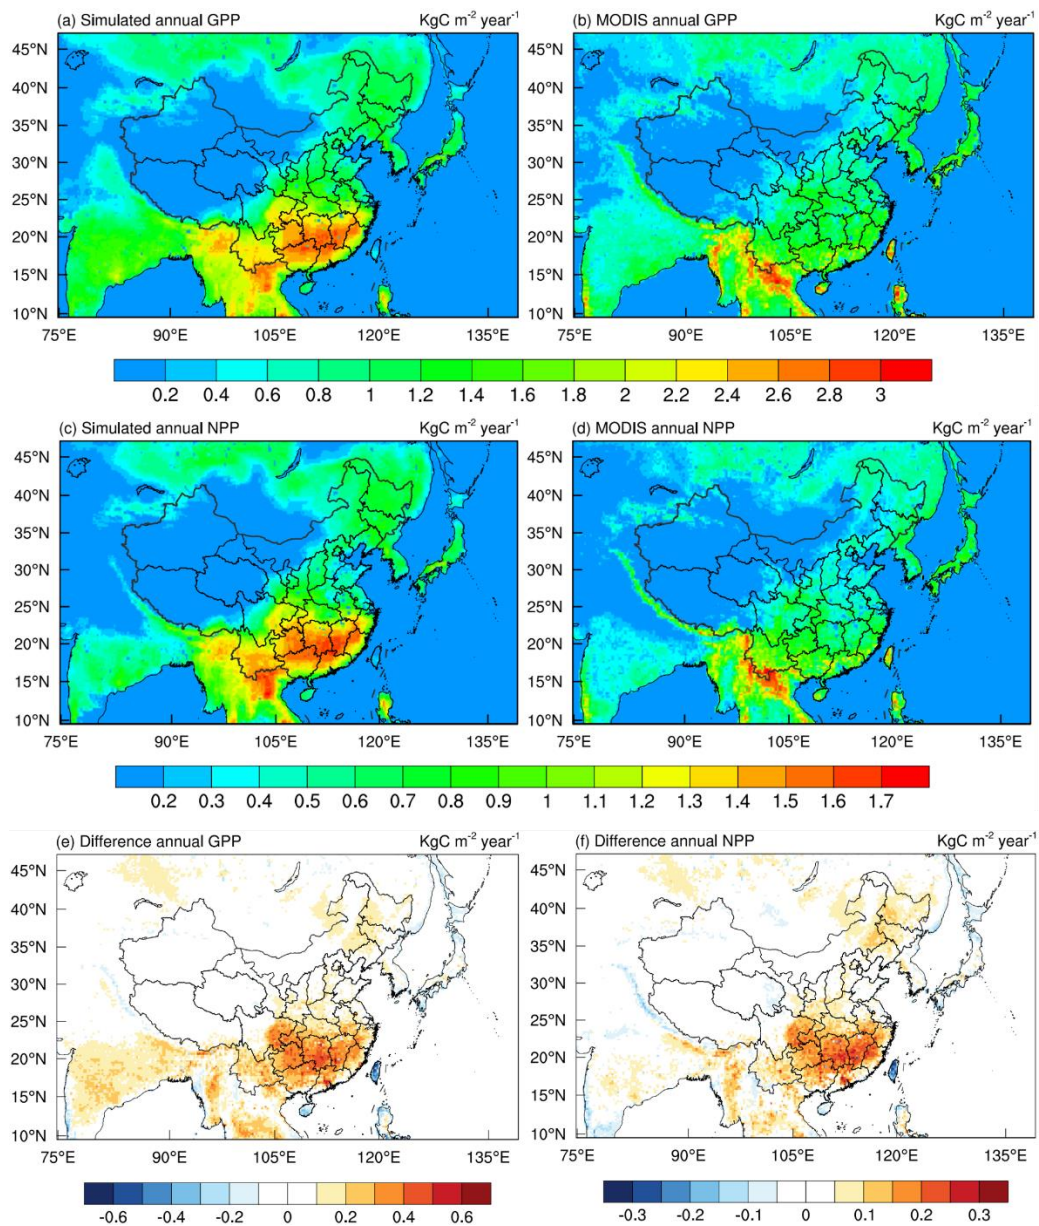 (a) Simulated annual GPP KgC m⁻² year⁻¹
(b) MODIS annual GPP KgC m⁻² year⁻¹
45°N
40°N
35°N
30°N
25°N
20°N
15°N
10°N
75°E 90°E 105°E 120°E 135°E
45°N
40°N
35°N
30°N
25°N
20°N
15°N
10°N
75°E 90°E 105°E 120°E 135°E
0.2 0.4 0.6 0.8 1 1.2 1.4 1.6 1.8 2 2.2 2.4 2.6 2.8 3
(c) Simulated annual NPP KgC m⁻² year⁻¹
(d) MODIS annual NPP KgC m⁻² year⁻¹
45°N
40°N
35°N
30°N
25°N
20°N
15°N
10°N
75°E 90°E 105°E 120°E 135°E
45°N
40°N
35°N
30°N
25°N
20°N
15°N
10°N
75°E 90°E 105°E 120°E 135°E
0.2 0.3 0.4 0.5 0.6 0.7 0.8 0.9 1 1.1 1.2 1.3 1.4 1.5 1.6 1.7
(e) Difference annual GPP KgC m⁻² year⁻¹
(f) Difference annual NPP KgC m⁻² year⁻¹
45°N
40°N
35°N
30°N
25°N
20°N
15°N
10°N
75°E 90°E 105°E 120°E 135°E
45°N
40°N
35°N
30°N
25°N
20°N
15°N
10°N
75°E 90°E 105°E 120°E 135°E
-0.6 -0.4 -0.2 0 0.2 0.4 0.6
-0.3 -0.2 -0.1 0 0.1 0.2 0.3